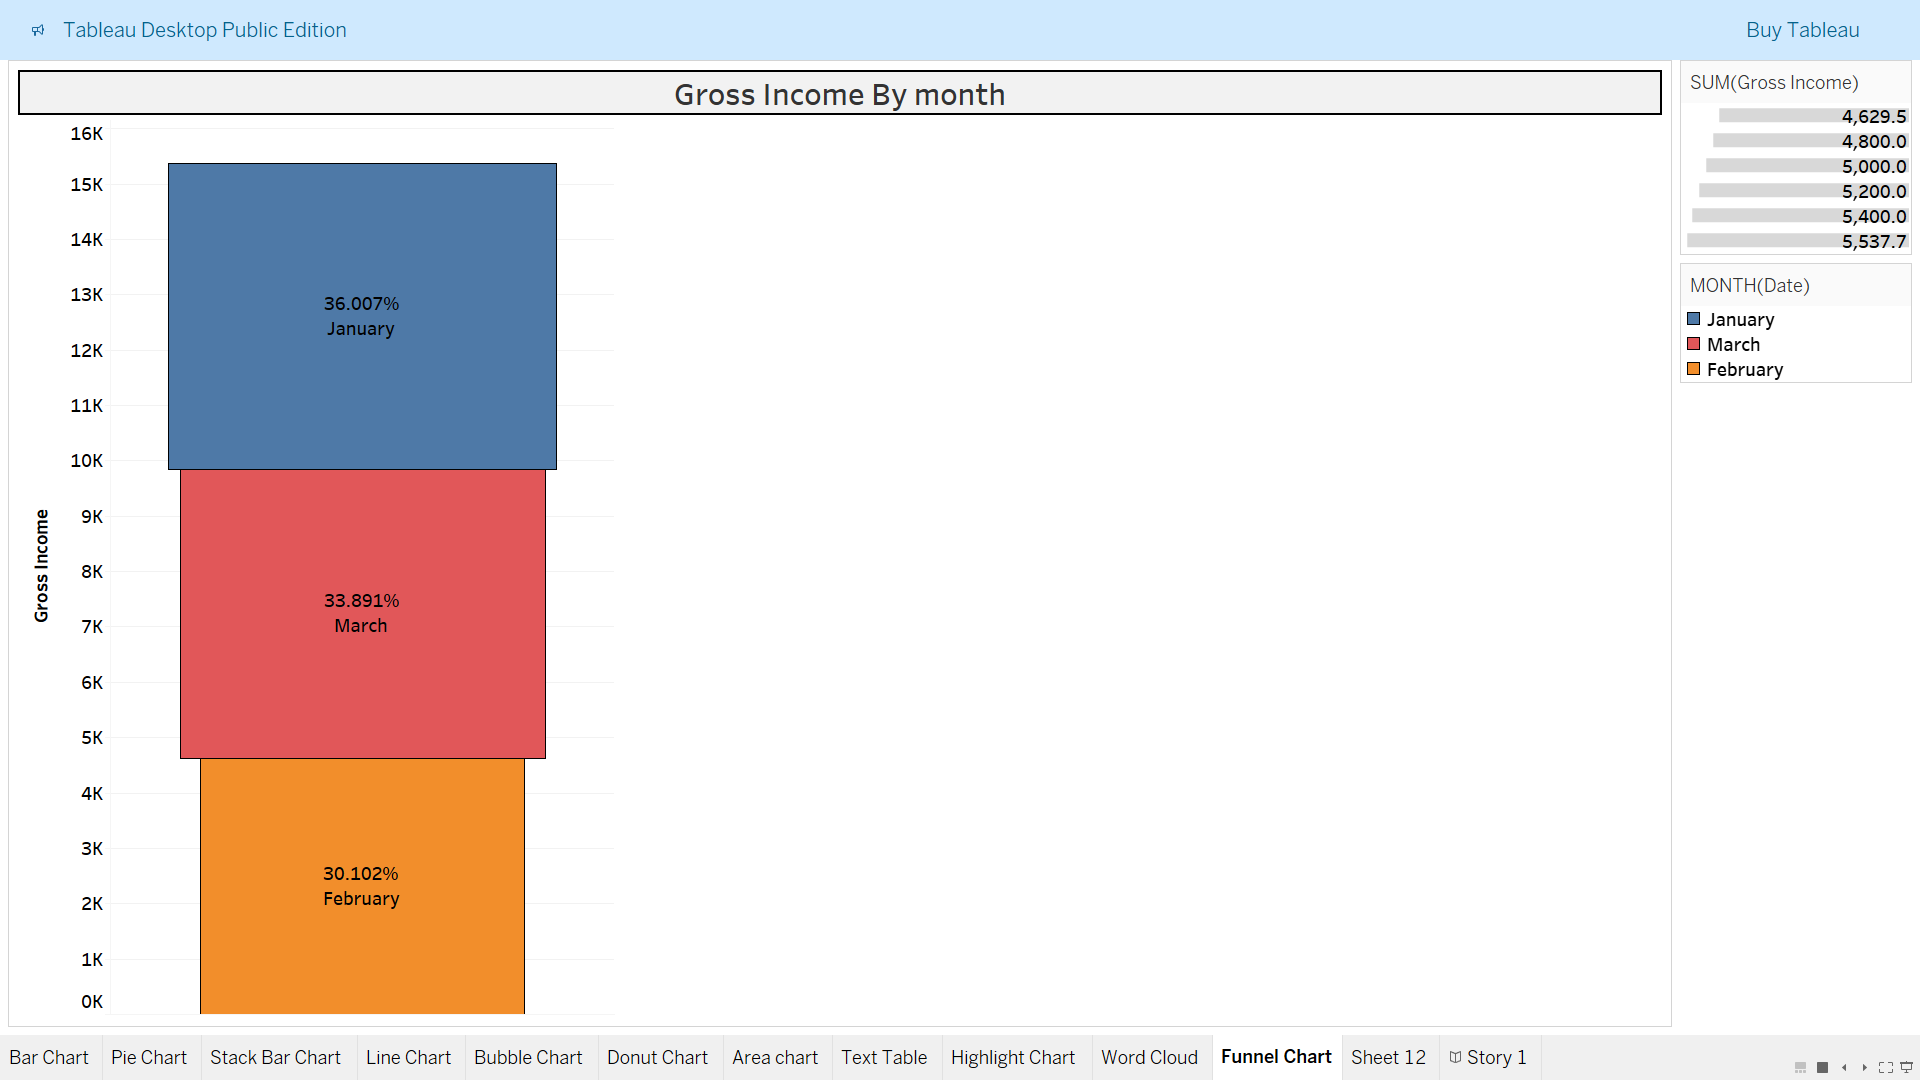 Tableau Desktop Public Edition
Buy Tableau
Gross Income By month
16K
15K
14K
13K
12K
11K
10K
9K
8K
7K
6K
5K
4K
3K
2K
1K
0K
Gross Income
36.007%
January
33.891%
March
30.102%
February
SUM(Gross Income)
4,629.5
4,800.0
5,000.0
5,200.0
5,400.0
5,537.7
MONTH(Date)
January
March
February
Bar Chart
Pie Chart
Stack Bar Chart
Line Chart
Bubble Chart
Donut Chart
Area chart
Text Table
Highlight Chart
Word Cloud
Funnel Chart
Sheet 12
Story 1